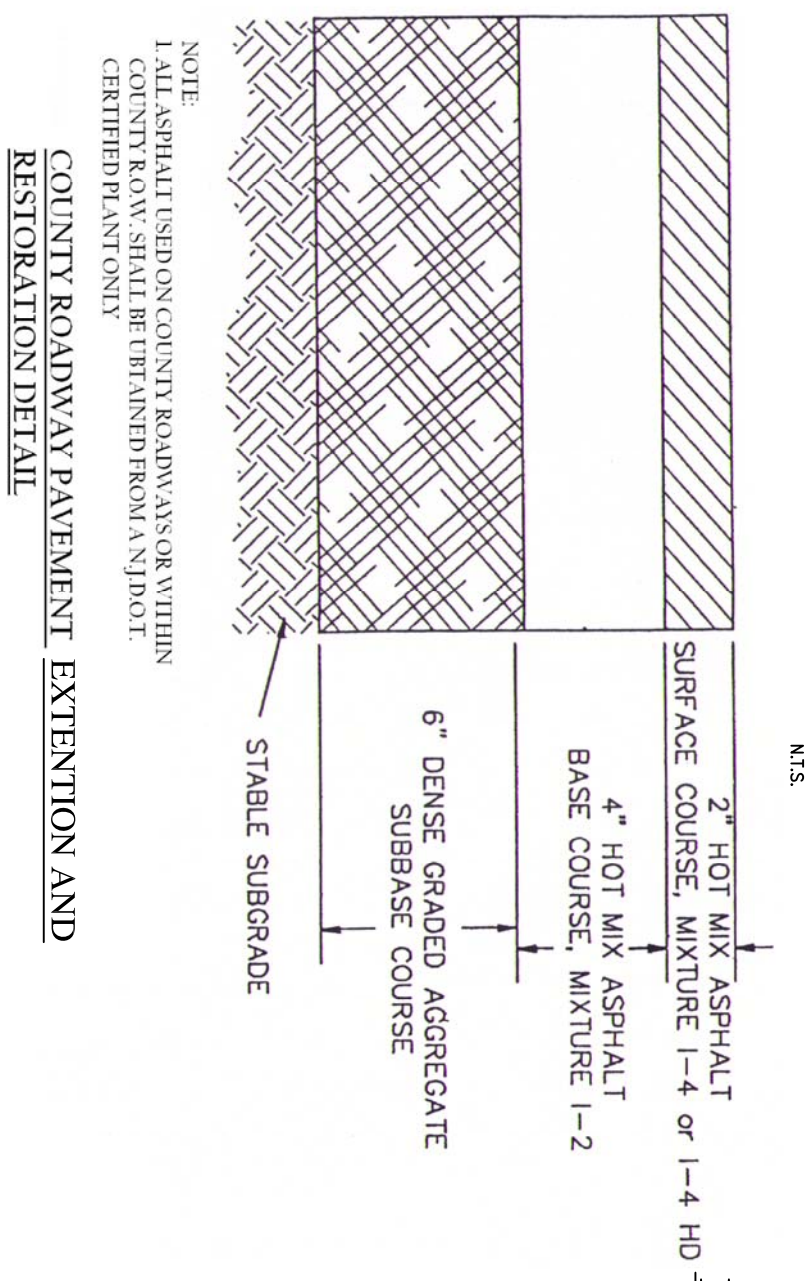 N.T.S.
2" HOT MIX ASPHALT
SURFACE COURSE, MIXTURE I-4 or I-4 HD
4" HOT MIX ASPHALT
BASE COURSE, MIXTURE I-2
6" DENSE GRADED AGGREGATE
SUBBASE COURSE
STABLE SUBGRADE
NOTE:
1. ALL ASPHALT USED ON COUNTY ROADWAYS OR WITHIN
COUNTY R.O.W. SHALL BE UBTAINED FROM A N.J.D.O.T.
CERTIFIED PLANT ONLY
COUNTY ROADWAY PAVEMENT EXTENTION AND
RESTORATION DETAIL